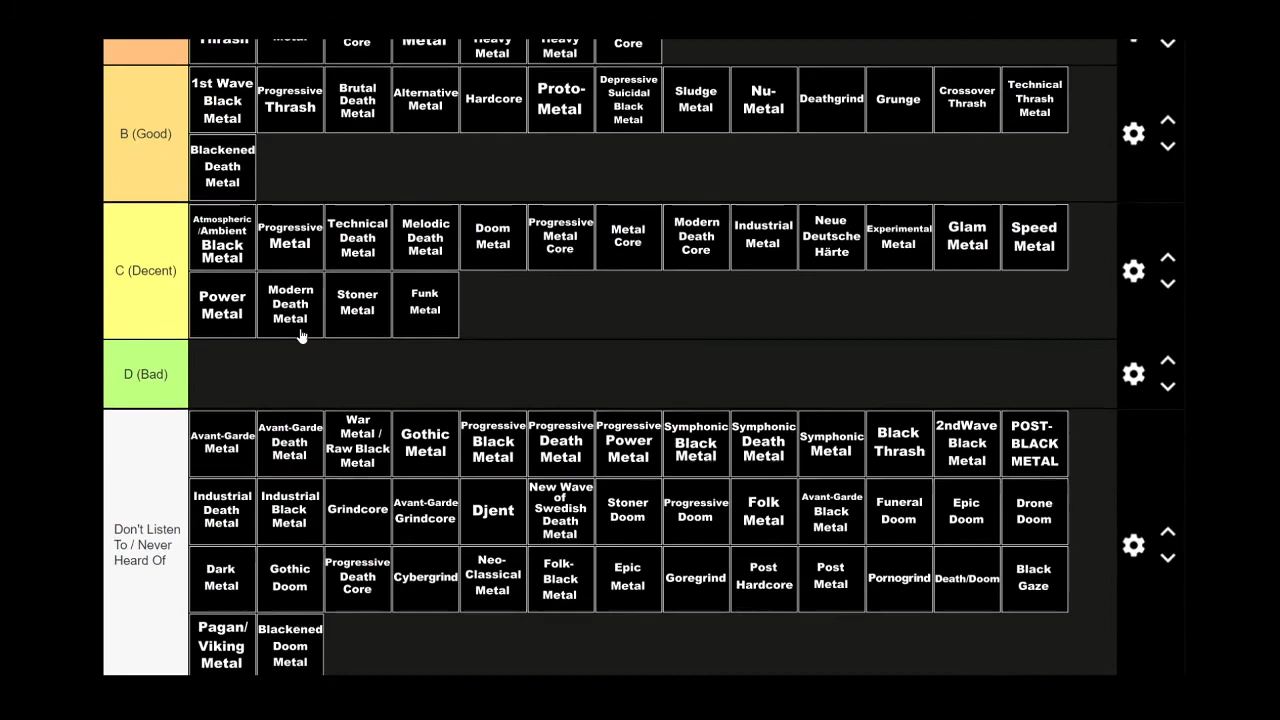 Thrash
Core
Metal
Heavy
Metal
Heavy
Metal
Core
B (Good)
1st Wave
Black
Metal
Progressive
Thrash
Brutal
Death
Metal
Alternative
Metal
Hardcore
Proto-
Metal
Depressive
Suicidal
Black
Metal
Sludge
Metal
Nu-
Metal
Deathgrind
Grunge
Crossover
Thrash
Technical
Thrash
Metal
Blackened
Death
Metal
C (Decent)
Atmospheric
/Ambient
Black
Metal
Progressive
Metal
Technical
Death
Metal
Melodic
Death
Metal
Doom
Metal
Progressive
Metal
Core
Metal
Core
Modern
Death
Core
Industrial
Metal
Neue
Deutsche
Härte
Experimental
Metal
Glam
Metal
Speed
Metal
Power
Metal
Modern
Death
Metal
Stoner
Metal
Funk
Metal
D (Bad)
Don't Listen
To / Never
Heard Of
Avant-Garde
Metal
Avant-Garde
Death
Metal
War
Metal /
Raw Black
Metal
Gothic
Metal
Progressive
Black
Metal
Progressive
Death
Metal
Progressive
Power
Metal
Symphonic
Black
Metal
Symphonic
Death
Metal
Symphonic
Metal
Black
Thrash
2ndWave
Black
Metal
POST-
BLACK
METAL
Industrial
Death
Metal
Industrial
Black
Metal
Grindcore
Avant-Garde
Grindcore
Djent
New Wave
of
Swedish
Death
Metal
Stoner
Doom
Progressive
Doom
Folk
Metal
Avant-Garde
Black
Metal
Funeral
Doom
Epic
Doom
Drone
Doom
Dark
Metal
Gothic
Doom
Progressive
Death
Core
Cybergrind
Neo-
Classical
Metal
Folk-
Black
Metal
Epic
Metal
Goregrind
Post
Hardcore
Post
Metal
Pornogrind
Death/Doom
Black
Gaze
Pagan/
Viking
Metal
Blackened
Doom
Metal